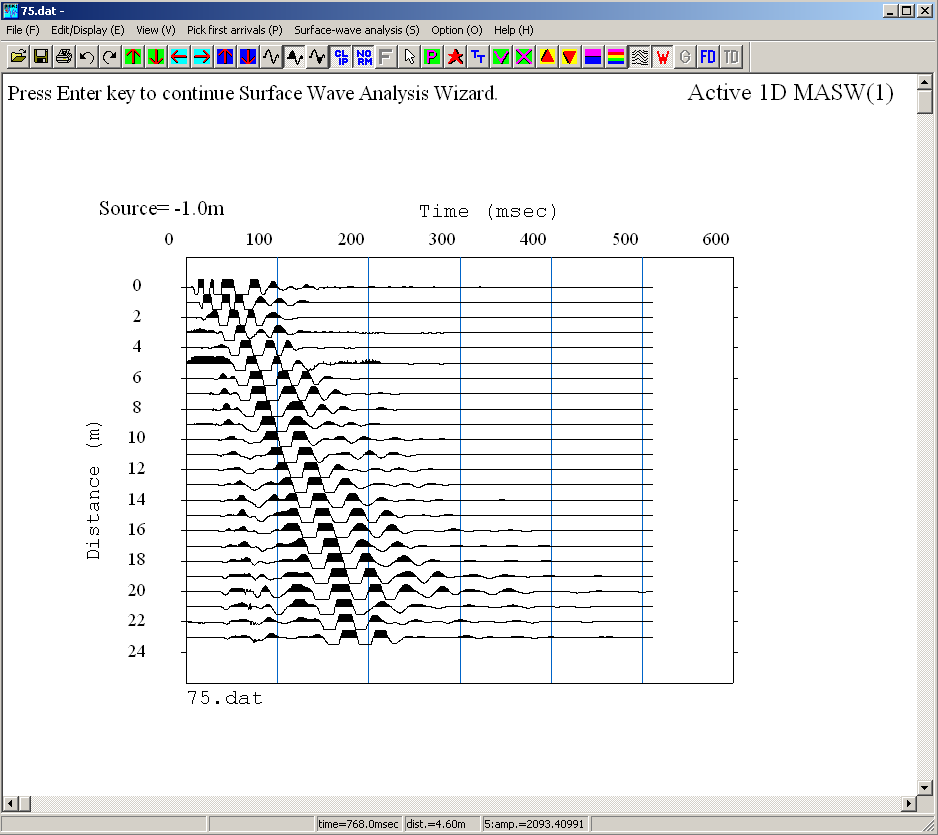 75.dat -
File (F) Edit/Display (E) View (V) Pick first arrivals (P) Surface-wave analysis (S) Option (O) Help (H)
CL IP NO RM F P T T W G FD TD
Press Enter key to continue Surface Wave Analysis Wizard. Active 1D MASW(1)
Source= -1.0m
Time (msec)
0 100 200 300 400 500 600
0
2
4
6
8
10
12
14
16
18
20
22
24
Distance (m)
75.dat
time=768.0msec dist.=4.60m 5:amp.=2093.40991